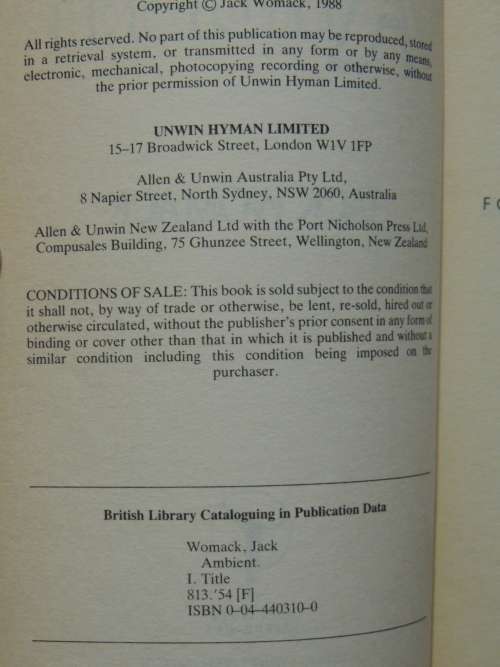 Copyright © Jack Womack, 1988
All rights reserved. No part of this publication may be reproduced, stored
in a retrieval system, or transmitted in any form or by any means,
electronic, mechanical, photocopying recording or otherwise, without
the prior permission of Unwin Hyman Limited.
UNWIN HYMAN LIMITED
15–17 Broadwick Street, London W1V 1FP
Allen & Unwin Australia Pty Ltd,
8 Napier Street, North Sydney, NSW 2060, Australia
Allen & Unwin New Zealand Ltd with the Port Nicholson Press Ltd,
Compusales Building, 75 Ghunzee Street, Wellington, New Zealand
CONDITIONS OF SALE: This book is sold subject to the condition that
it shall not, by way of trade or otherwise, be lent, re-sold, hired out or
otherwise circulated, without the publisher's prior consent in any form of
binding or cover other than that in which it is published and without a
similar condition including this condition being imposed on the
purchaser.
British Library Cataloguing in Publication Data
Womack, Jack
Ambient.
I. Title
813.'54 [F]
ISBN 0–04–440310–0